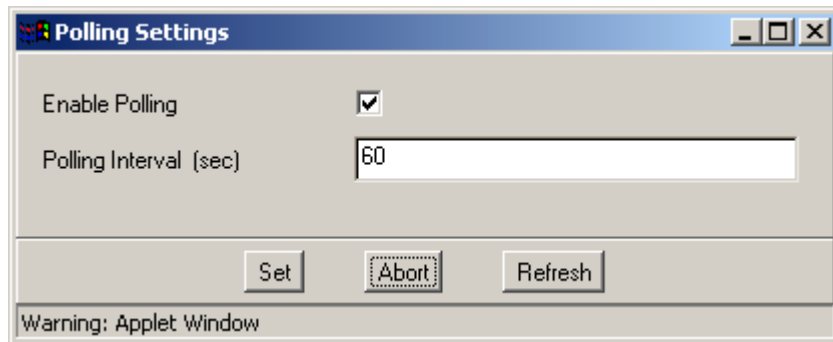 Polling Settings
Enable Polling
Polling Interval (sec) 60
Set Abort Refresh
Warning: Applet Window